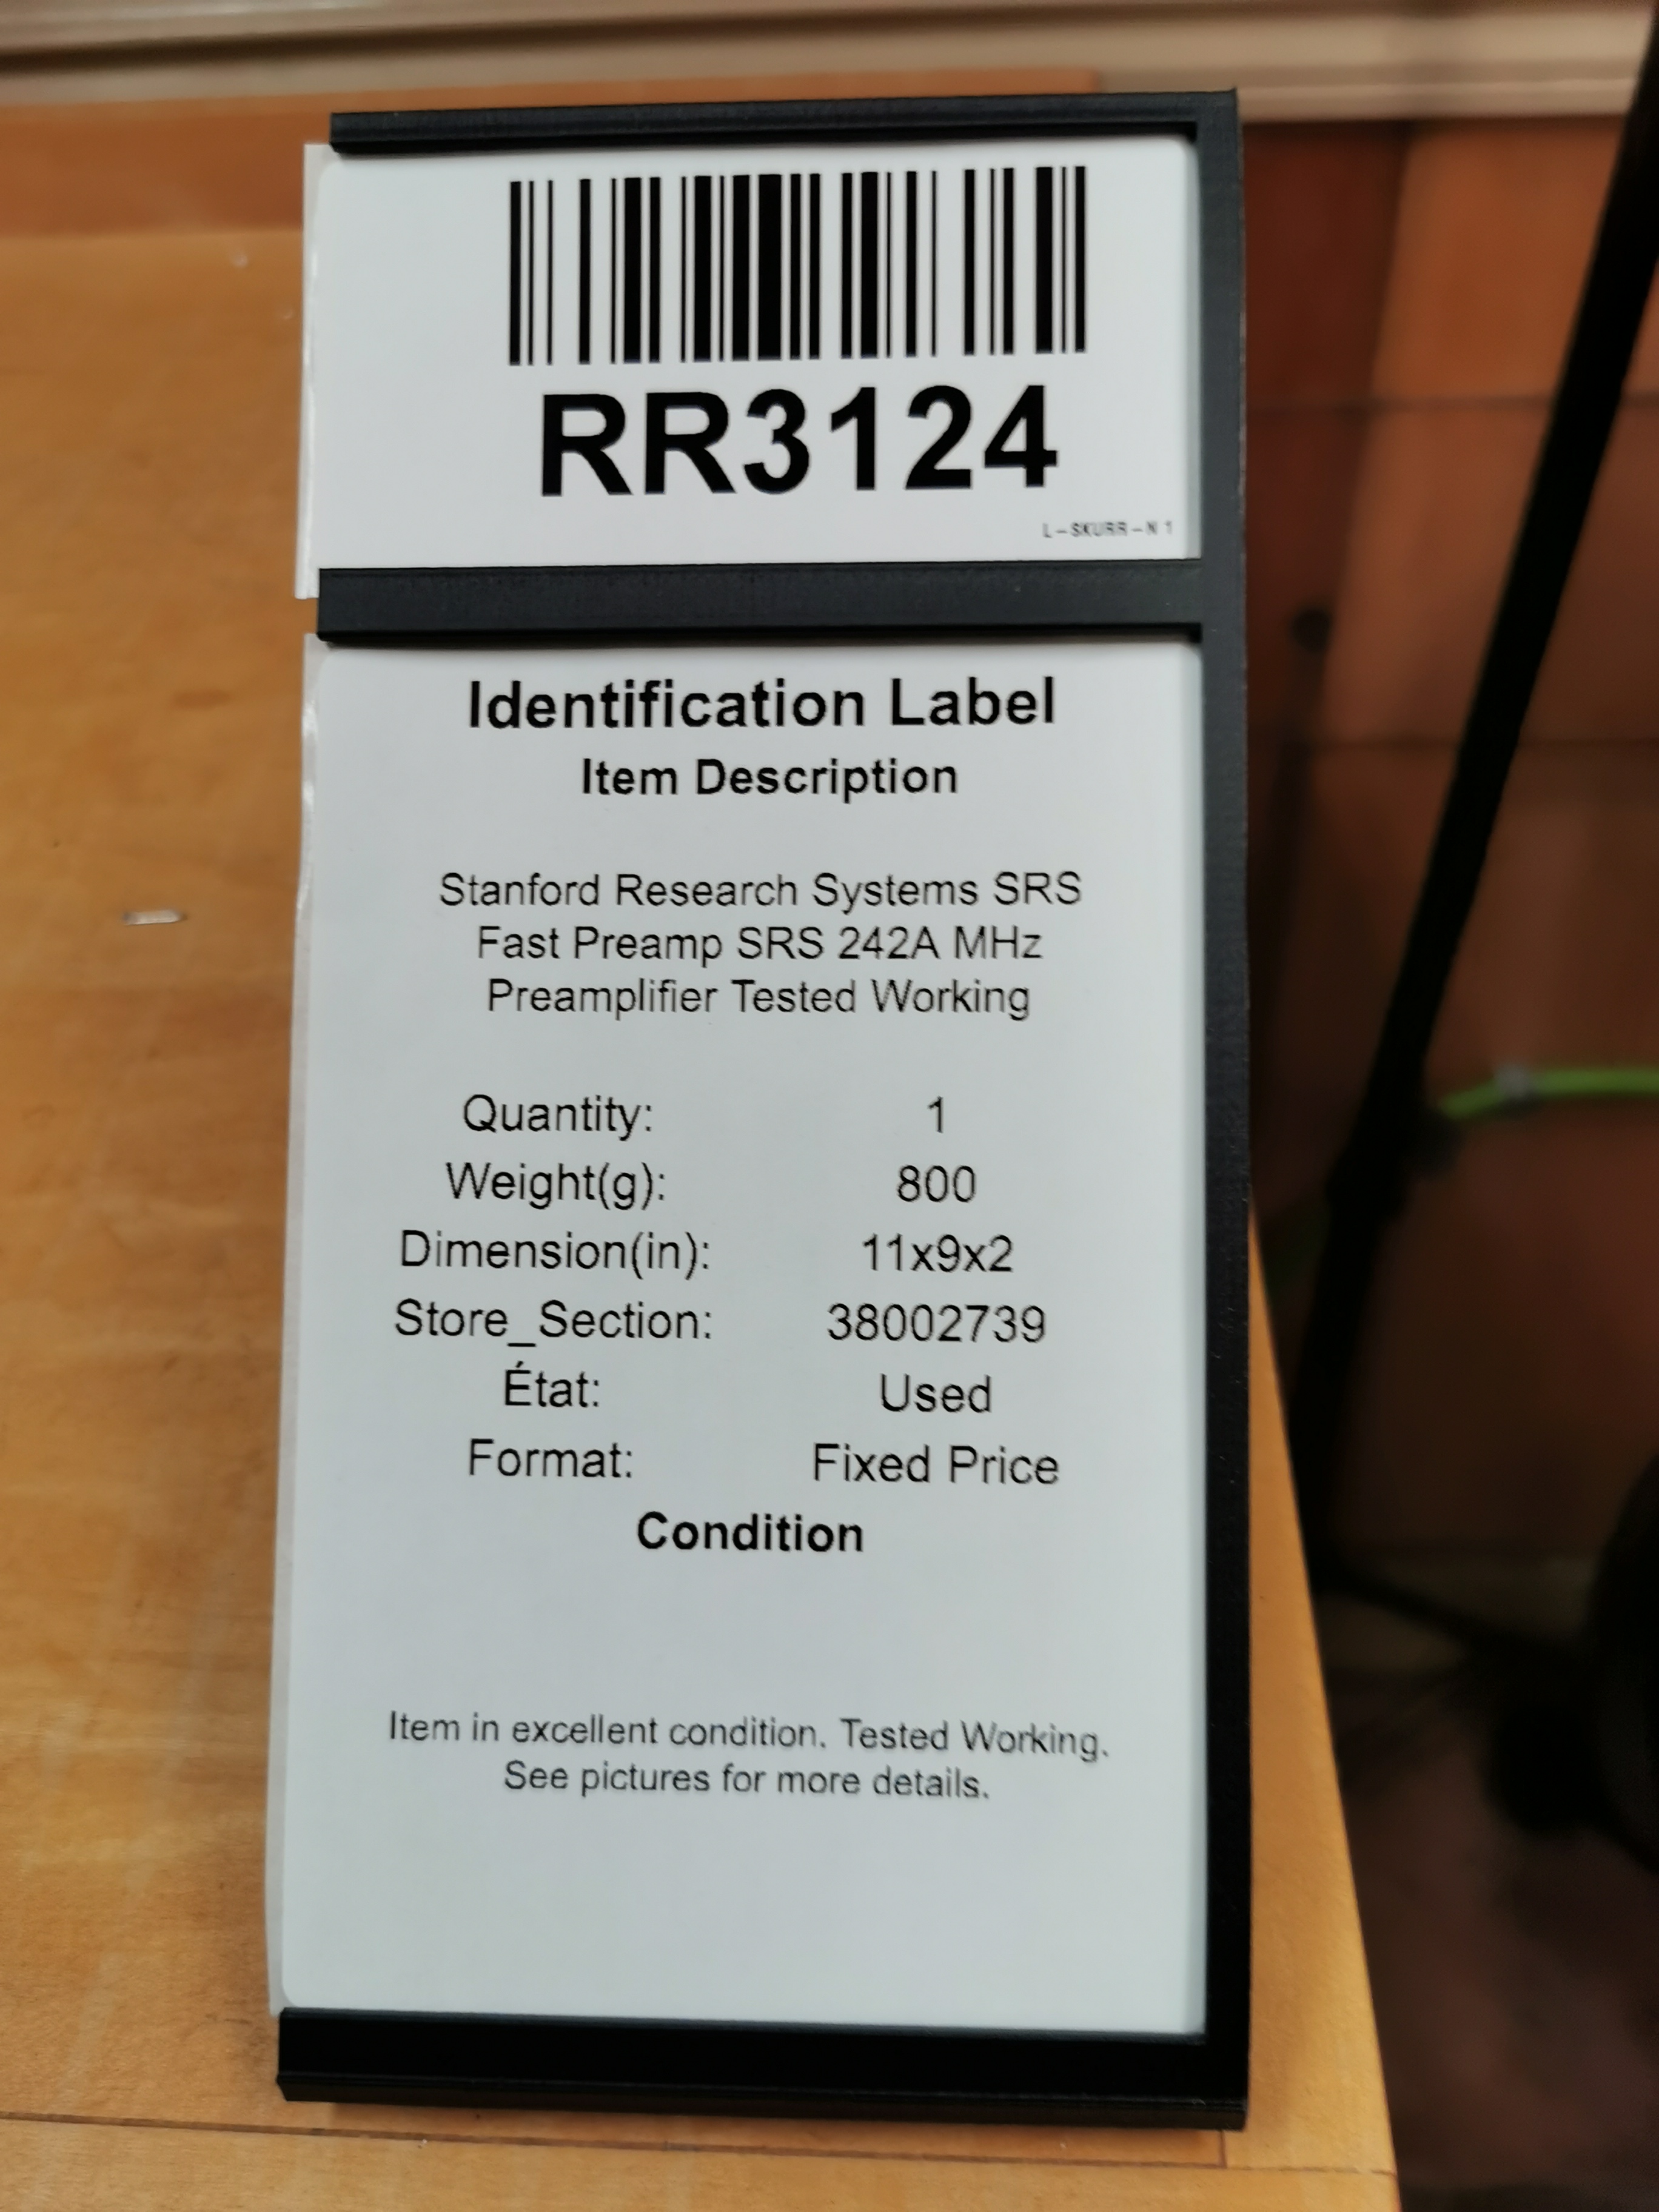 RR3124
L-SKURR-N 1
Identification Label
Item Description
Stanford Research Systems SRS
Fast Preamp SRS 242A MHz
Preamplifier Tested Working
Quantity: 1
Weight(g): 800
Dimension(in): 11x9x2
Store_Section: 38002739
État: Used
Format: Fixed Price
Condition
Item in excellent condition. Tested Working.
See pictures for more details.